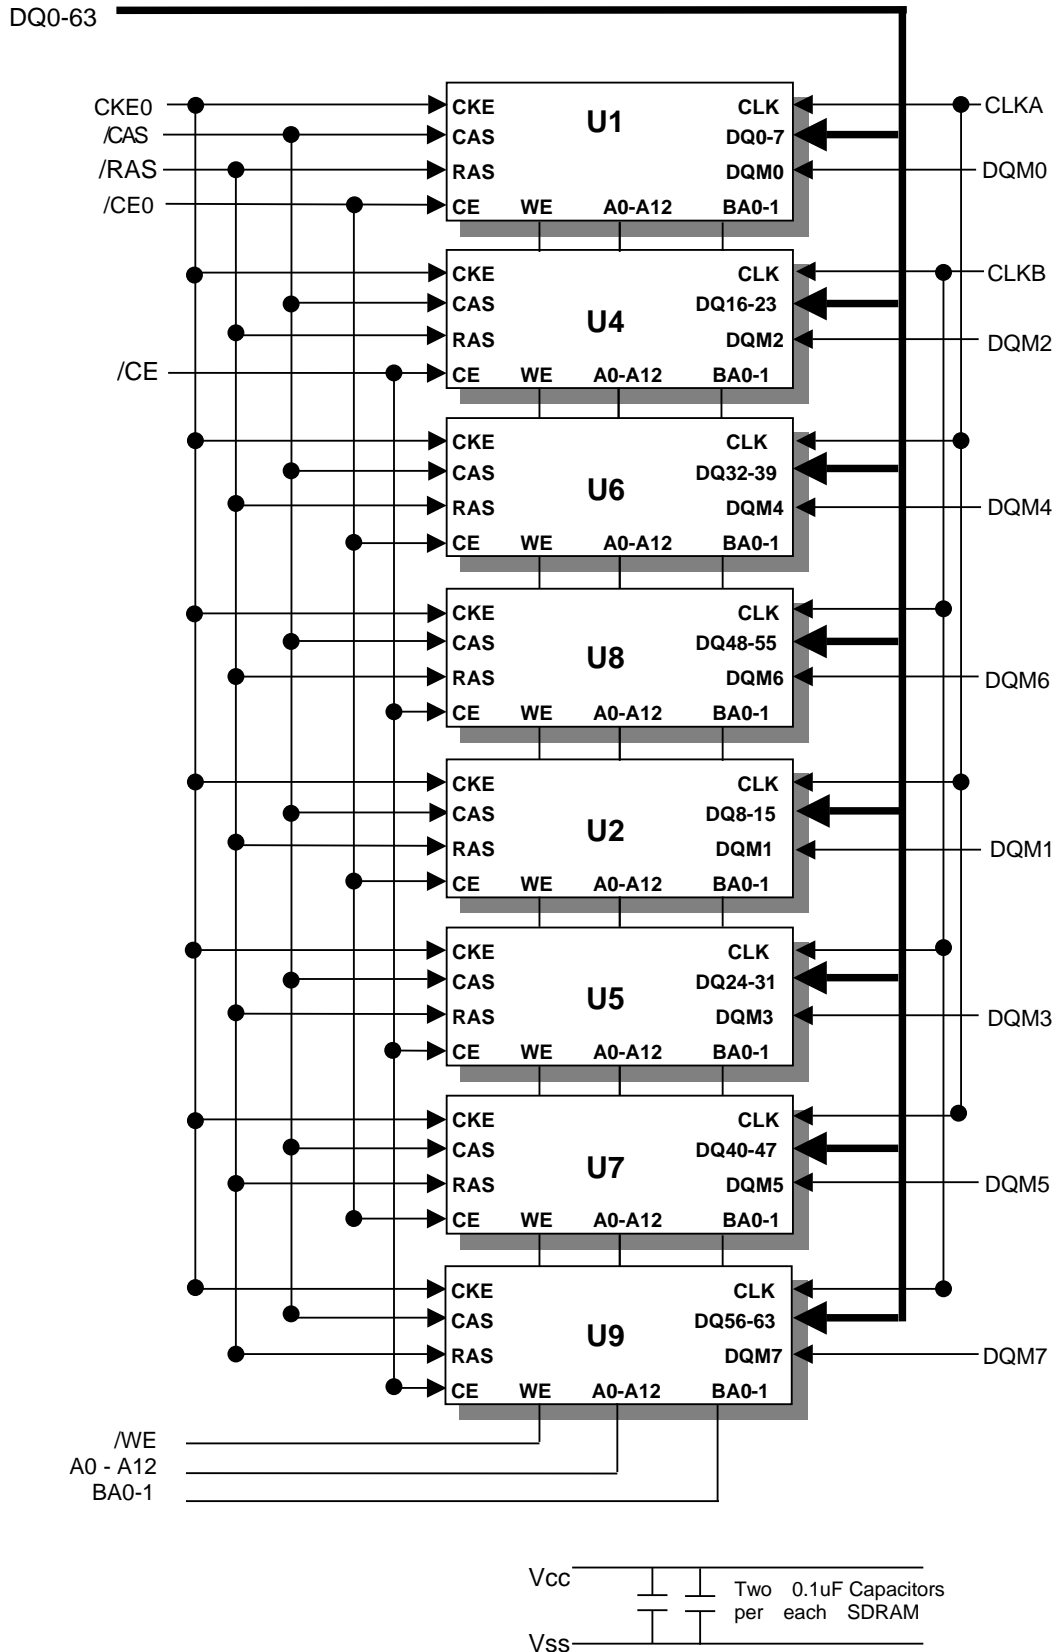 DQ0-63
CKE0
/CAS
/RAS
/CE0
CKE CLK
U1
CAS DQ0-7
RAS DQM0
CE WE A0-A12 BA0-1
CLKA
DQM0
CKE CLK
CAS DQ16-23
U4
RAS DQM2
CE WE A0-A12 BA0-1
CLKB
DQM2
/CE
CKE CLK
CAS DQ32-39
U6
RAS DQM4
CE WE A0-A12 BA0-1
DQM4
CKE CLK
CAS DQ48-55
U8
RAS DQM6
CE WE A0-A12 BA0-1
DQM6
CKE CLK
CAS DQ8-15
U2
RAS DQM1
CE WE A0-A12 BA0-1
DQM1
CKE CLK
CAS DQ24-31
U5
RAS DQM3
CE WE A0-A12 BA0-1
DQM3
CKE CLK
CAS DQ40-47
U7
RAS DQM5
CE WE A0-A12 BA0-1
DQM5
CKE CLK
CAS DQ56-63
U9
RAS DQM7
CE WE A0-A12 BA0-1
DQM7
/WE
A0 - A12
BA0-1
Vcc
Two 0.1uF Capacitors
per each SDRAM
Vss